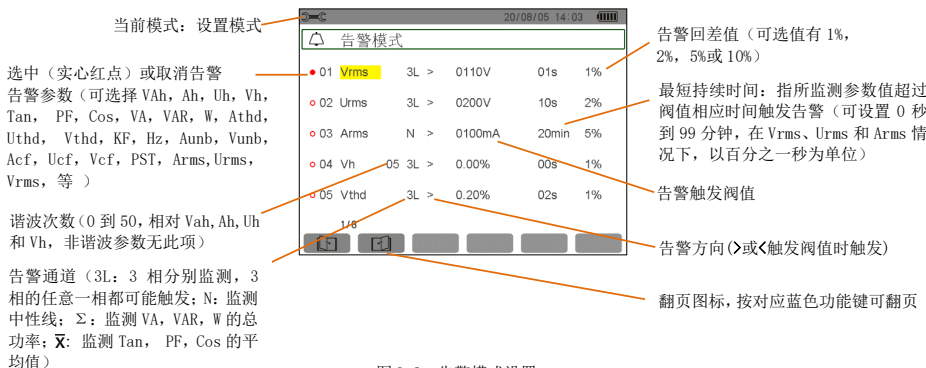 当前模式：设置模式
选中（实心红点）或取消告警
告警参数（可选择 VAh，Ah，Uh，Vh，
Tan， PF，Cos，VA，VAR，W，Athd，
Uthd， Vthd，KF，Hz，Aunb，Vunb，
Acf，Ucf，Vcf，PST，Arms,Urms，
Vrms，等 ）
谐波次数(0 到 50，相对 Vah,Ah,Uh
和 Vh，非谐波参数无此项）
告警通道（3L：3 相分别监测，3
相的任意一相都可能触发；N：监测
中性线；Σ：监测 VA，VAR，W 的总
功率；x̅：监测 Tan， PF，Cos 的平
均值）
20/08/05 14:03
告警模式
01 Vrms 3L > 0110V 01s 1%
02 Urms 3L > 0200V 10s 2%
03 Arms N > 0100mA 20min 5%
04 Vh 05 3L > 0.00% 00s 1%
05 Vthd 3L > 0.20% 02s 1%
1/8
告警回差值（可选值有 1%，
2%，5%或 10%）
最短持续时间：指所监测参数值超过
阀值相应时间触发告警（可设置 0 秒
到 99 分钟，在 Vrms、Urms 和 Arms 情
况下，以百分之一秒为单位）
告警触发阀值
告警方向(>或<触发阀值时触发)
翻页图标，按对应蓝色功能键可翻页